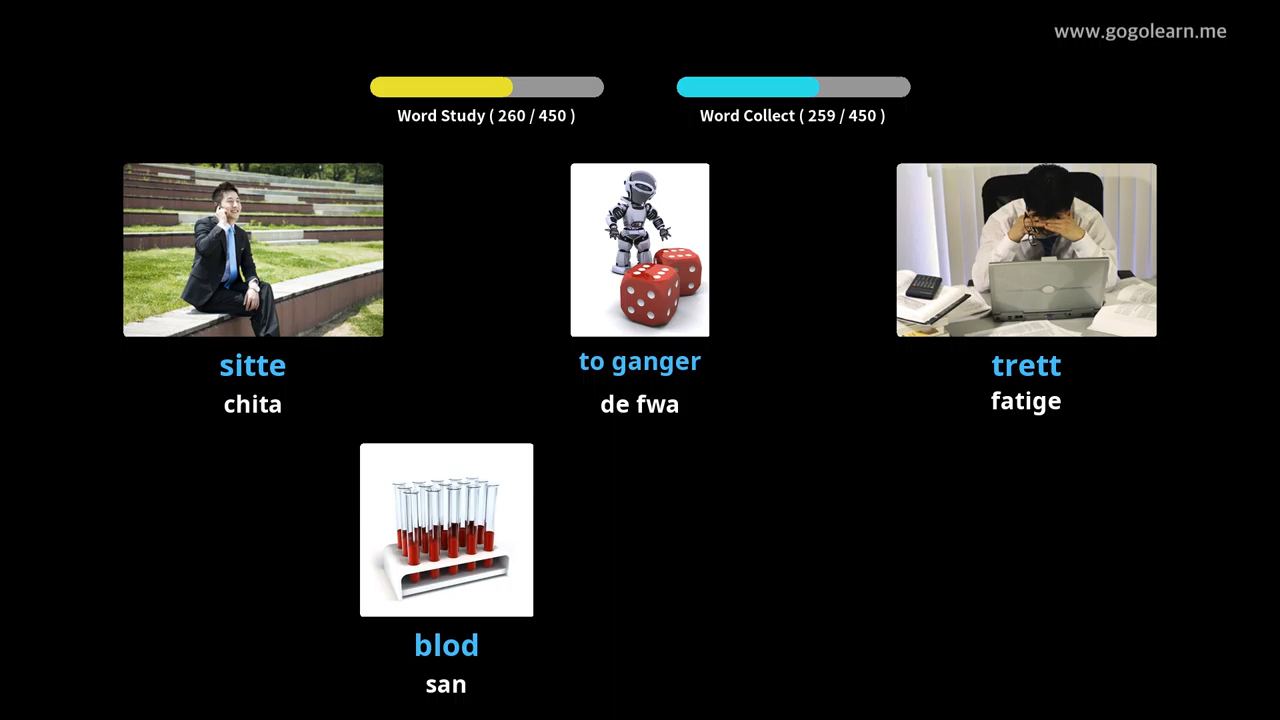 www.gogolearn.me
Word Study ( 260 / 450 )
Word Collect ( 259 / 450 )
sitte
chita
to ganger
de fwa
trett
fatige
blod
san